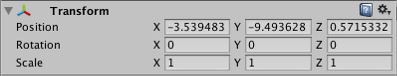 Transform
Position X -3.539483 Y -9.493628 Z 0.5715332
Rotation X 0 Y 0 Z 0
Scale X 1 Y 1 Z 1